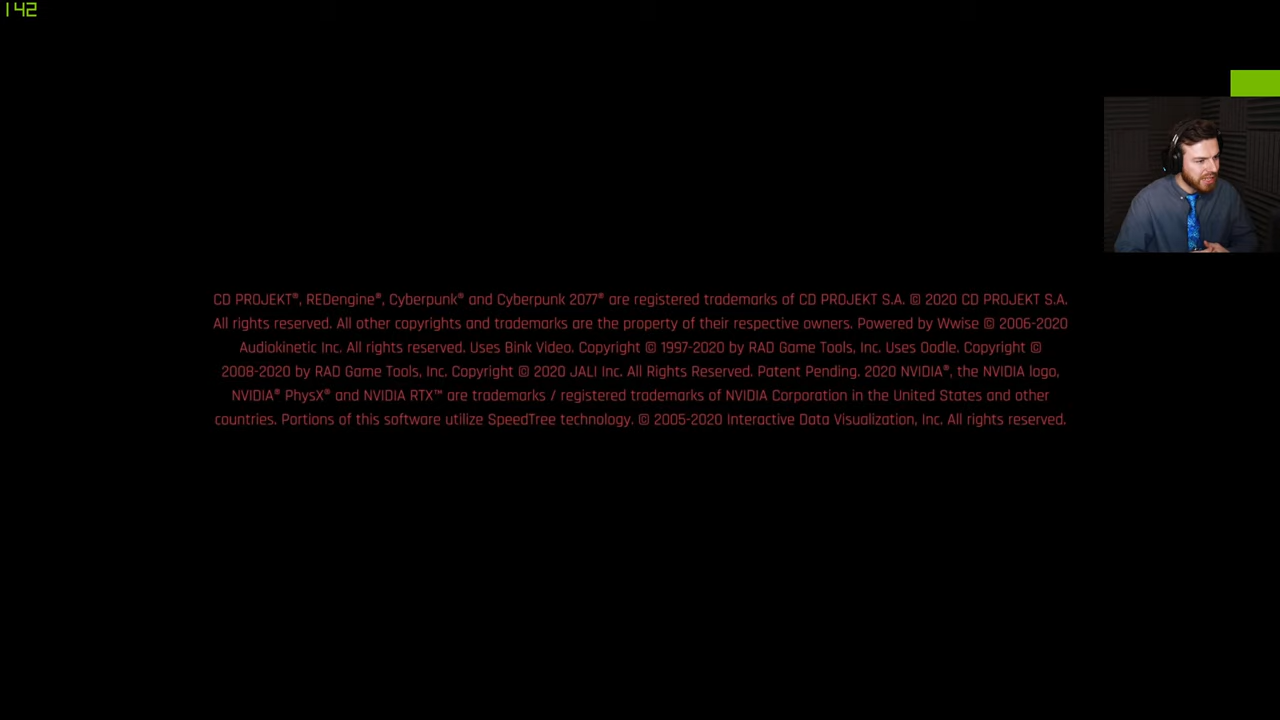 142
CD PROJEKT®, REDengine®, Cyberpunk® and Cyberpunk 2077® are registered trademarks of CD PROJEKT S.A. © 2020 CD PROJEKT S.A.
All rights reserved. All other copyrights and trademarks are the property of their respective owners. Powered by Wwise © 2006-2020
Audiokinetic Inc. All rights reserved. Uses Bink Video. Copyright © 1997-2020 by RAD Game Tools, Inc. Uses Oodle. Copyright ©
2008-2020 by RAD Game Tools, Inc. Copyright © 2020 JALI Inc. All Rights Reserved. Patent Pending. 2020 NVIDIA®, the NVIDIA logo,
NVIDIA® PhysX® and NVIDIA RTX™ are trademarks / registered trademarks of NVIDIA Corporation in the United States and other
countries. Portions of this software utilize SpeedTree technology. © 2005-2020 Interactive Data Visualization, Inc. All rights reserved.